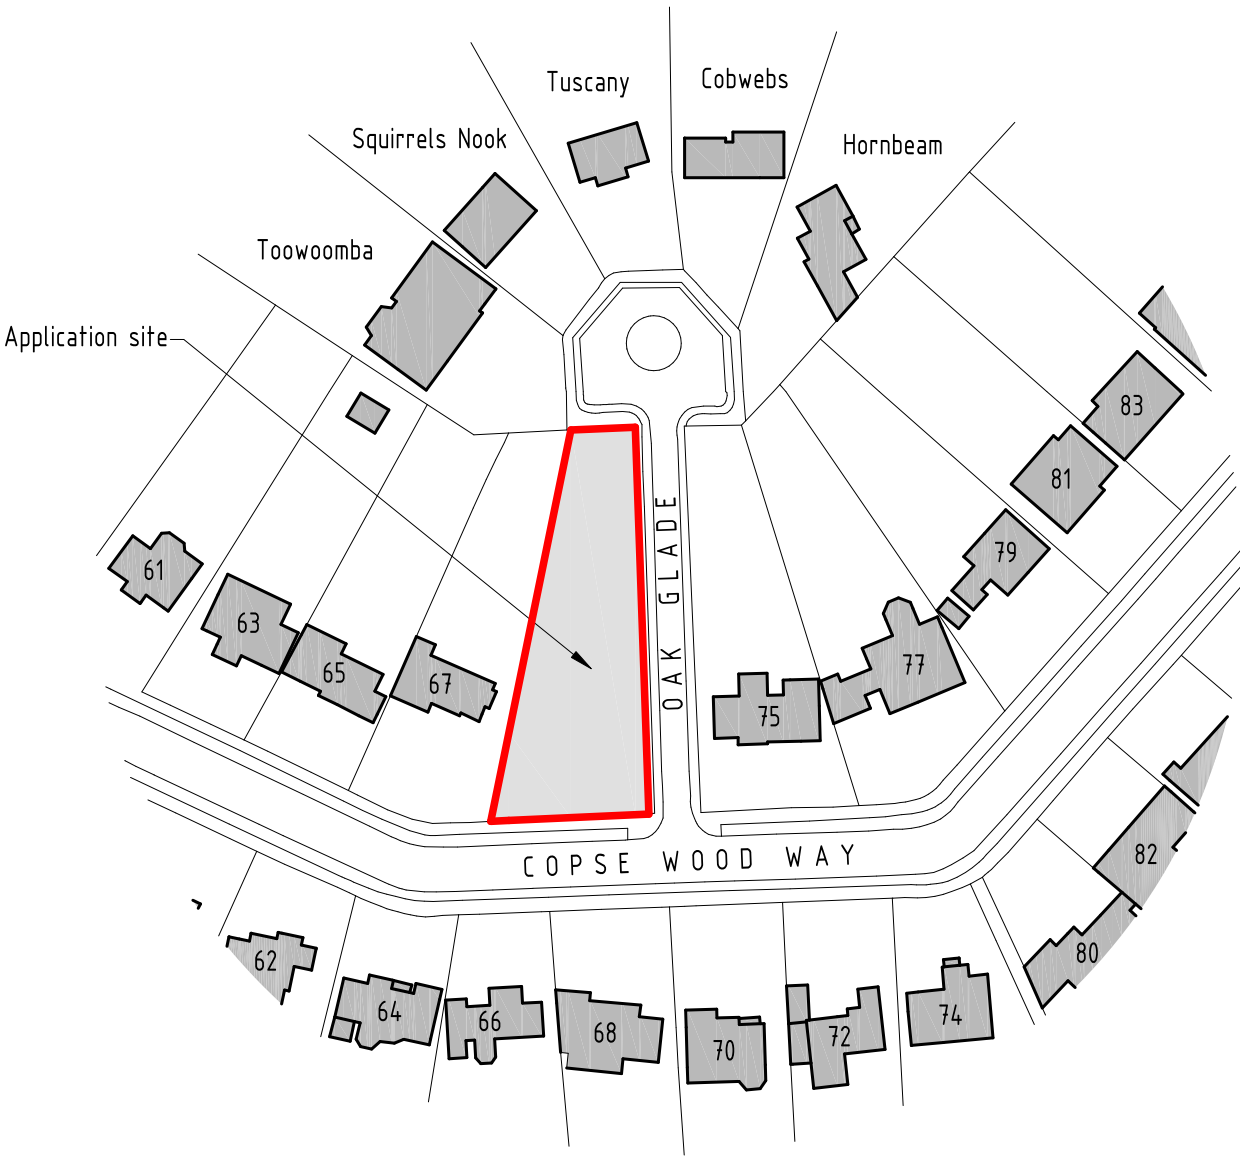 Tuscany
Cobwebs
Squirrels Nook
Hornbeam
Toowoomba
Application site
83
81
79
77
75
61
63
65
67
OAK GLADE
COPSE WOOD WAY
62
64
66
68
70
72
74
80
82